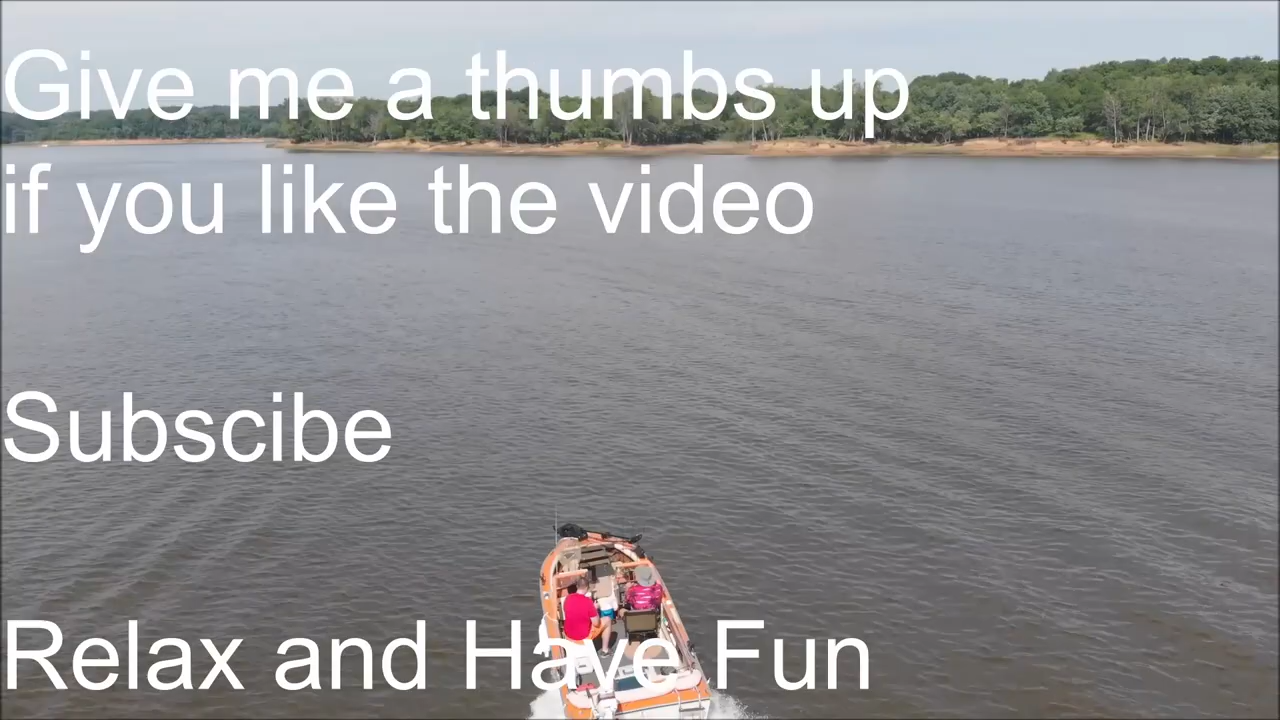 Give me a thumbs up
if you like the video
Subscibe
Relax and Have Fun